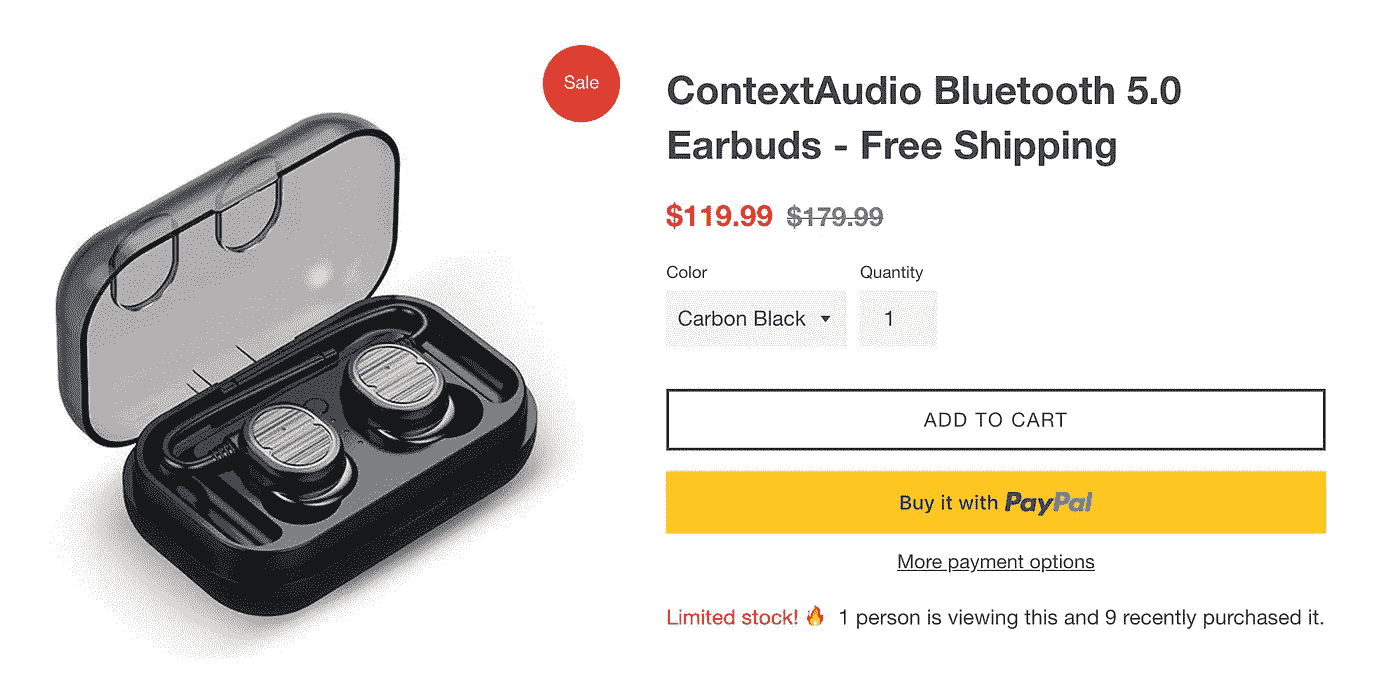 Sale
ContextAudio Bluetooth 5.0
Earbuds - Free Shipping
$119.99 $179.99
Color Quantity
Carbon Black 1
ADD TO CART
Buy it with PayPal
More payment options
Limited stock! 🔥 1 person is viewing this and 9 recently purchased it.